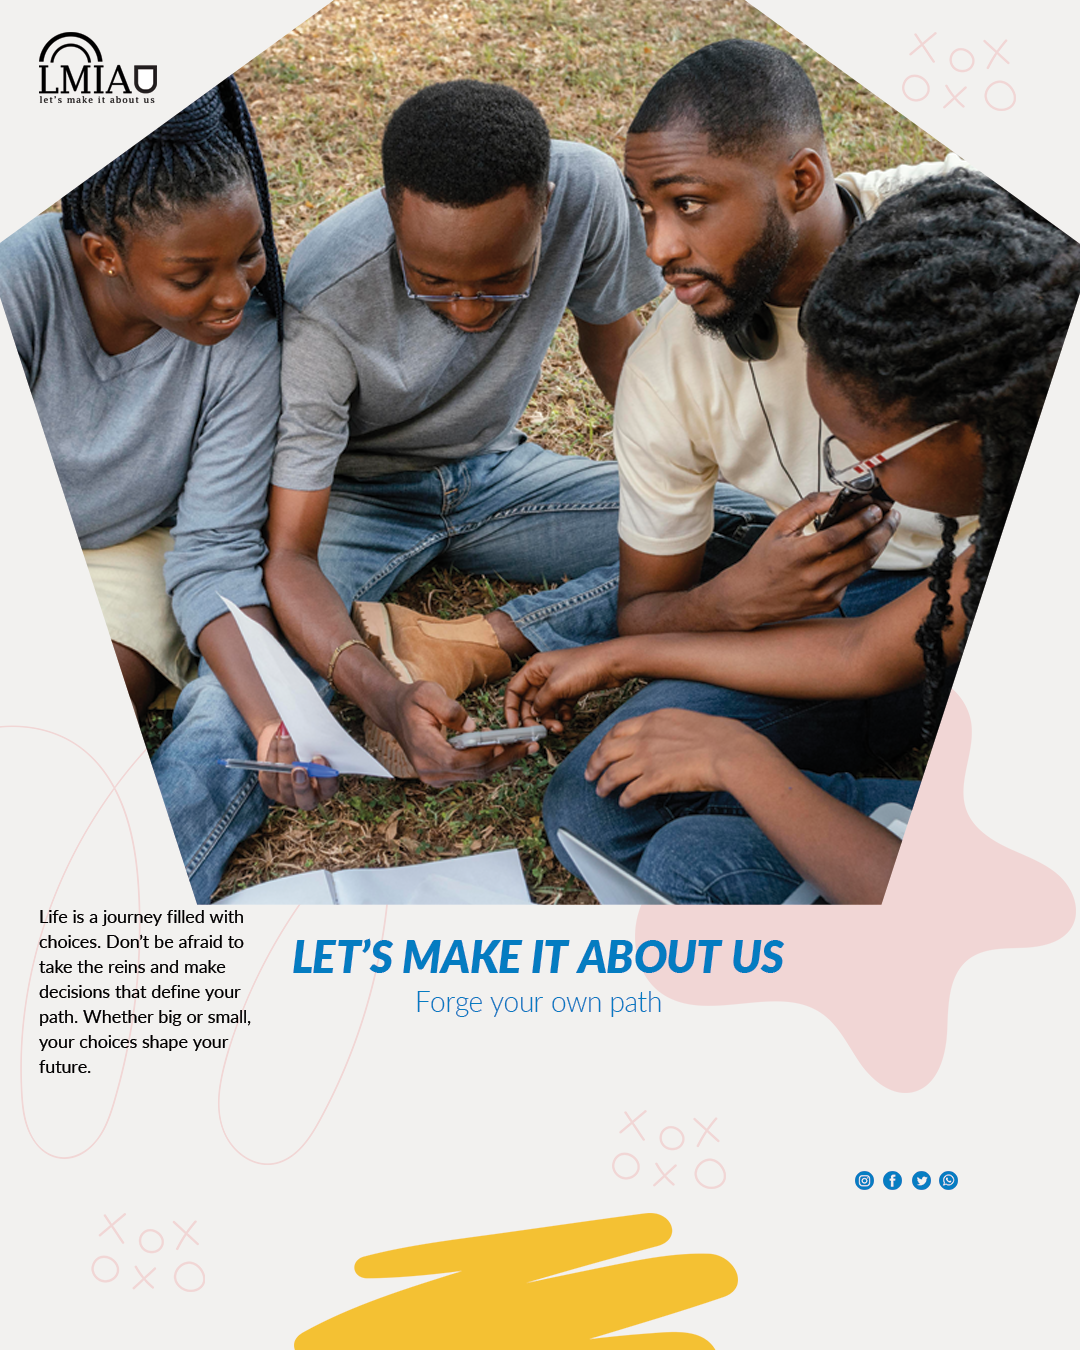 LMIAU
let's make it about us
Life is a journey filled with
choices. Don't be afraid to
take the reins and make
decisions that define your
path. Whether big or small,
your choices shape your
future.
LET'S MAKE IT ABOUT US
Forge your own path